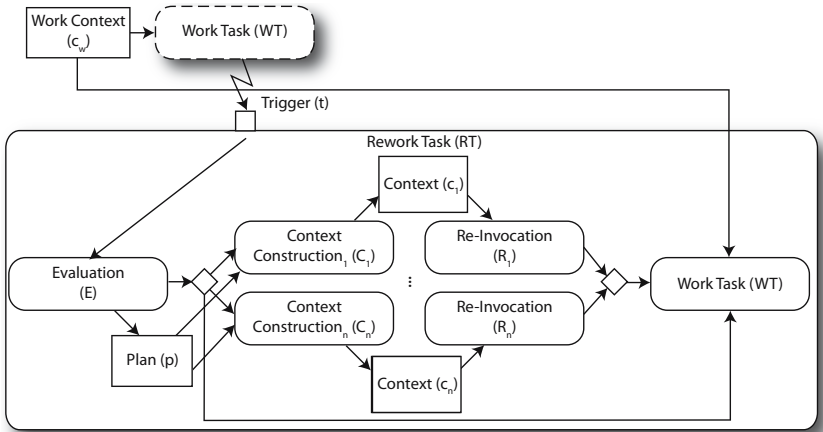 Work Context
(c_w)
Work Task (WT)
Trigger (t)
Rework Task (RT)
Context (c_1)
Context
Construction_1 (C_1)
Re-Invocation
(R_1)
Evaluation
(E)
...
Work Task (WT)
Context
Construction_n (C_n)
Re-Invocation
(R_n)
Plan (p)
Context (c_n)